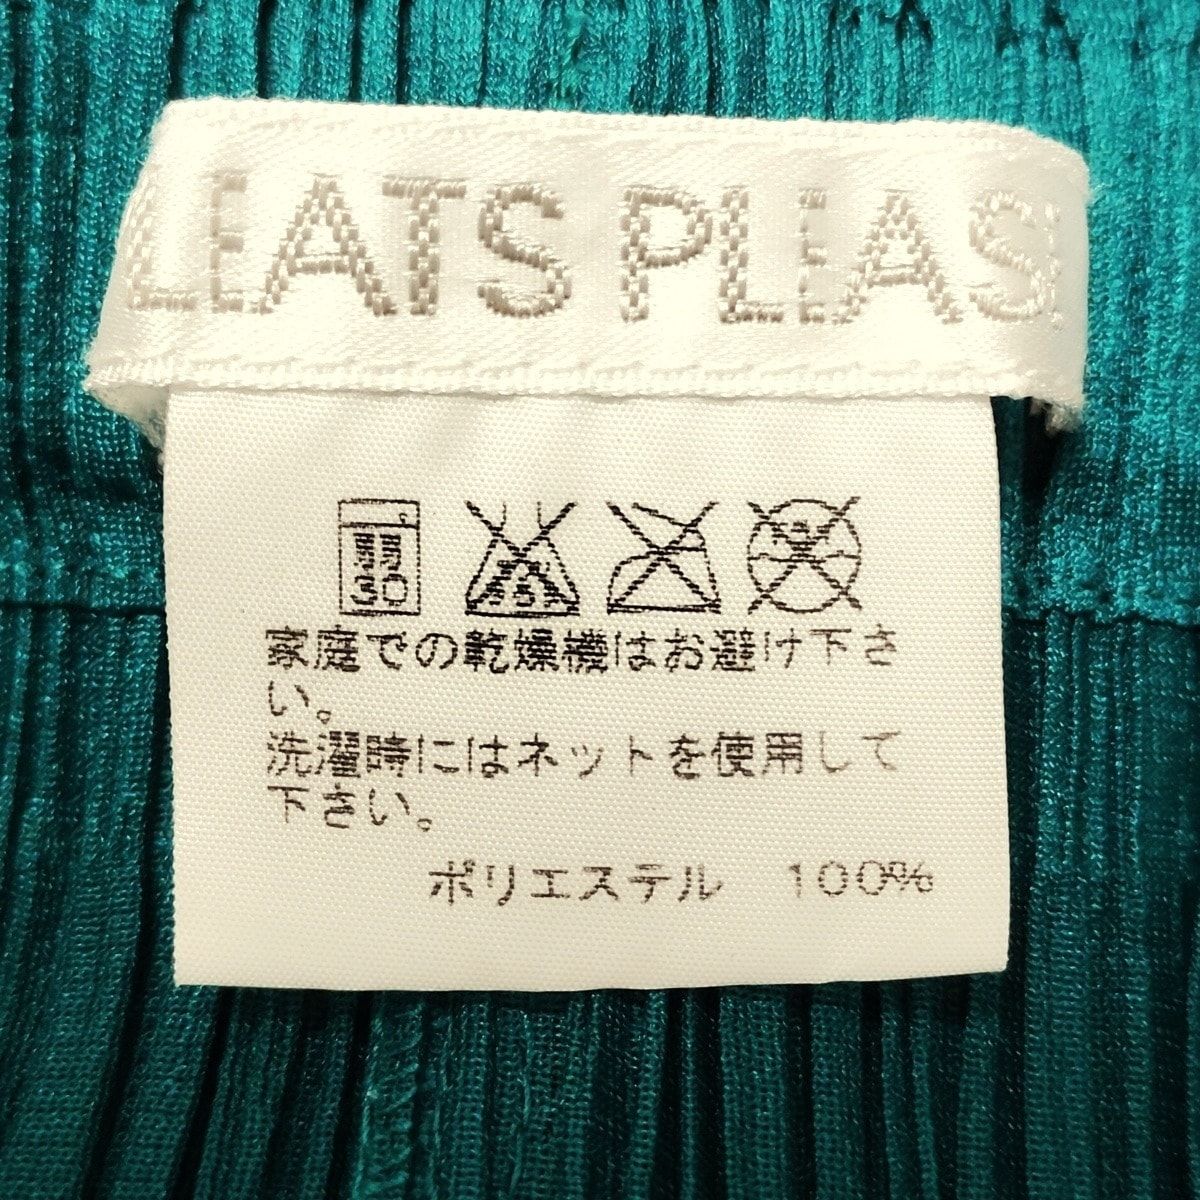 LEATS PLEAS
弱
30
家庭での乾燥機はお避け下さ
い。
洗濯時にはネットを使用して
下さい。
ポリエステル 100%